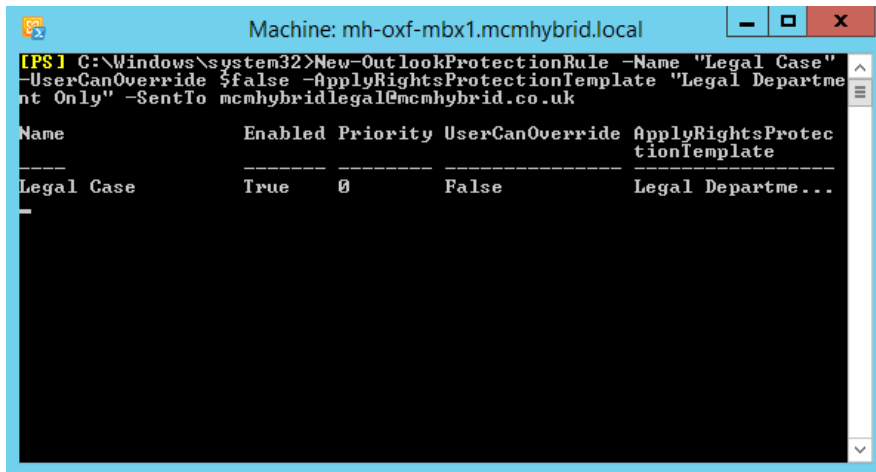 Machine: mh-oxf-mbx1.mcmhybrid.local
[PS] C:\Windows\system32>New-OutlookProtectionRule -Name "Legal Case"
-UserCanOverride $false -ApplyRightsProtectionTemplate "Legal Departme
nt Only" -SentTo mcmhybridlegal@mcmhybrid.co.uk
Name Enabled Priority UserCanOverride ApplyRightsProtec
tionTemplate
---- ------- -------- --------------- -----------------
Legal Case True 0 False Legal Departme...